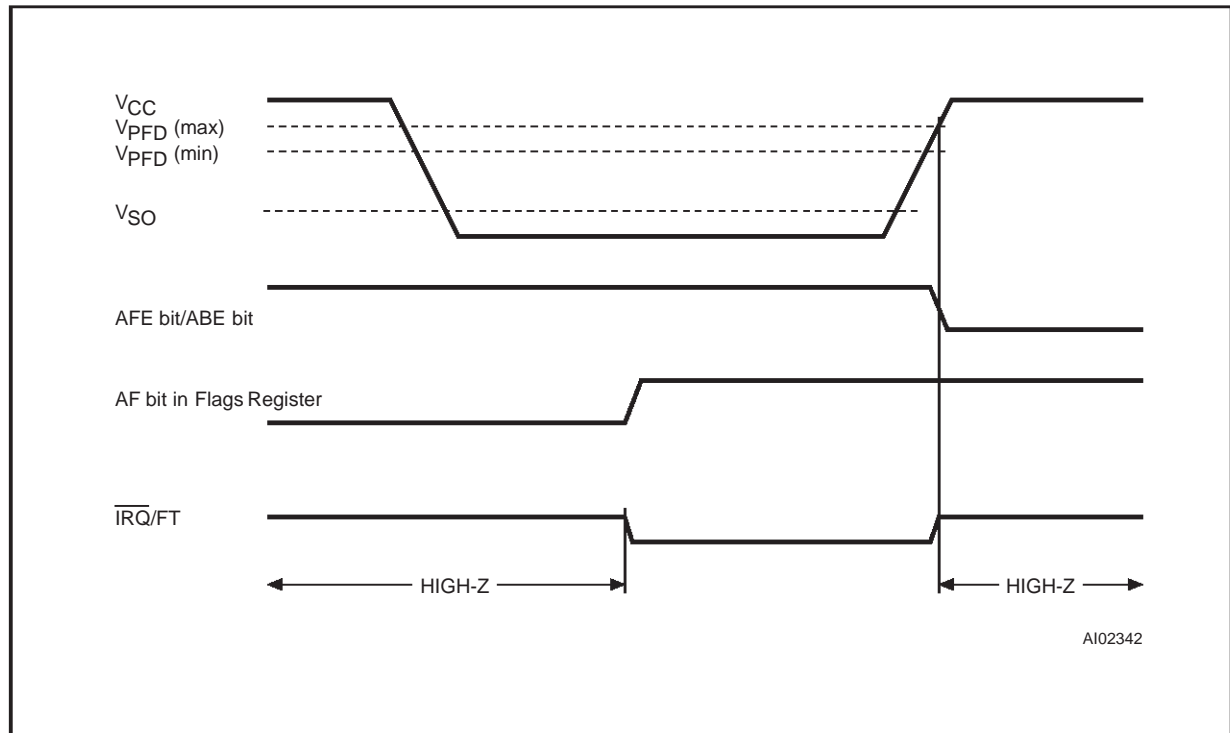 VCC
VPFD (max)
VPFD (min)
VSO
AFE bit/ABE bit
AF bit in Flags Register
IRQ/FT
HIGH-Z
HIGH-Z
AI02342